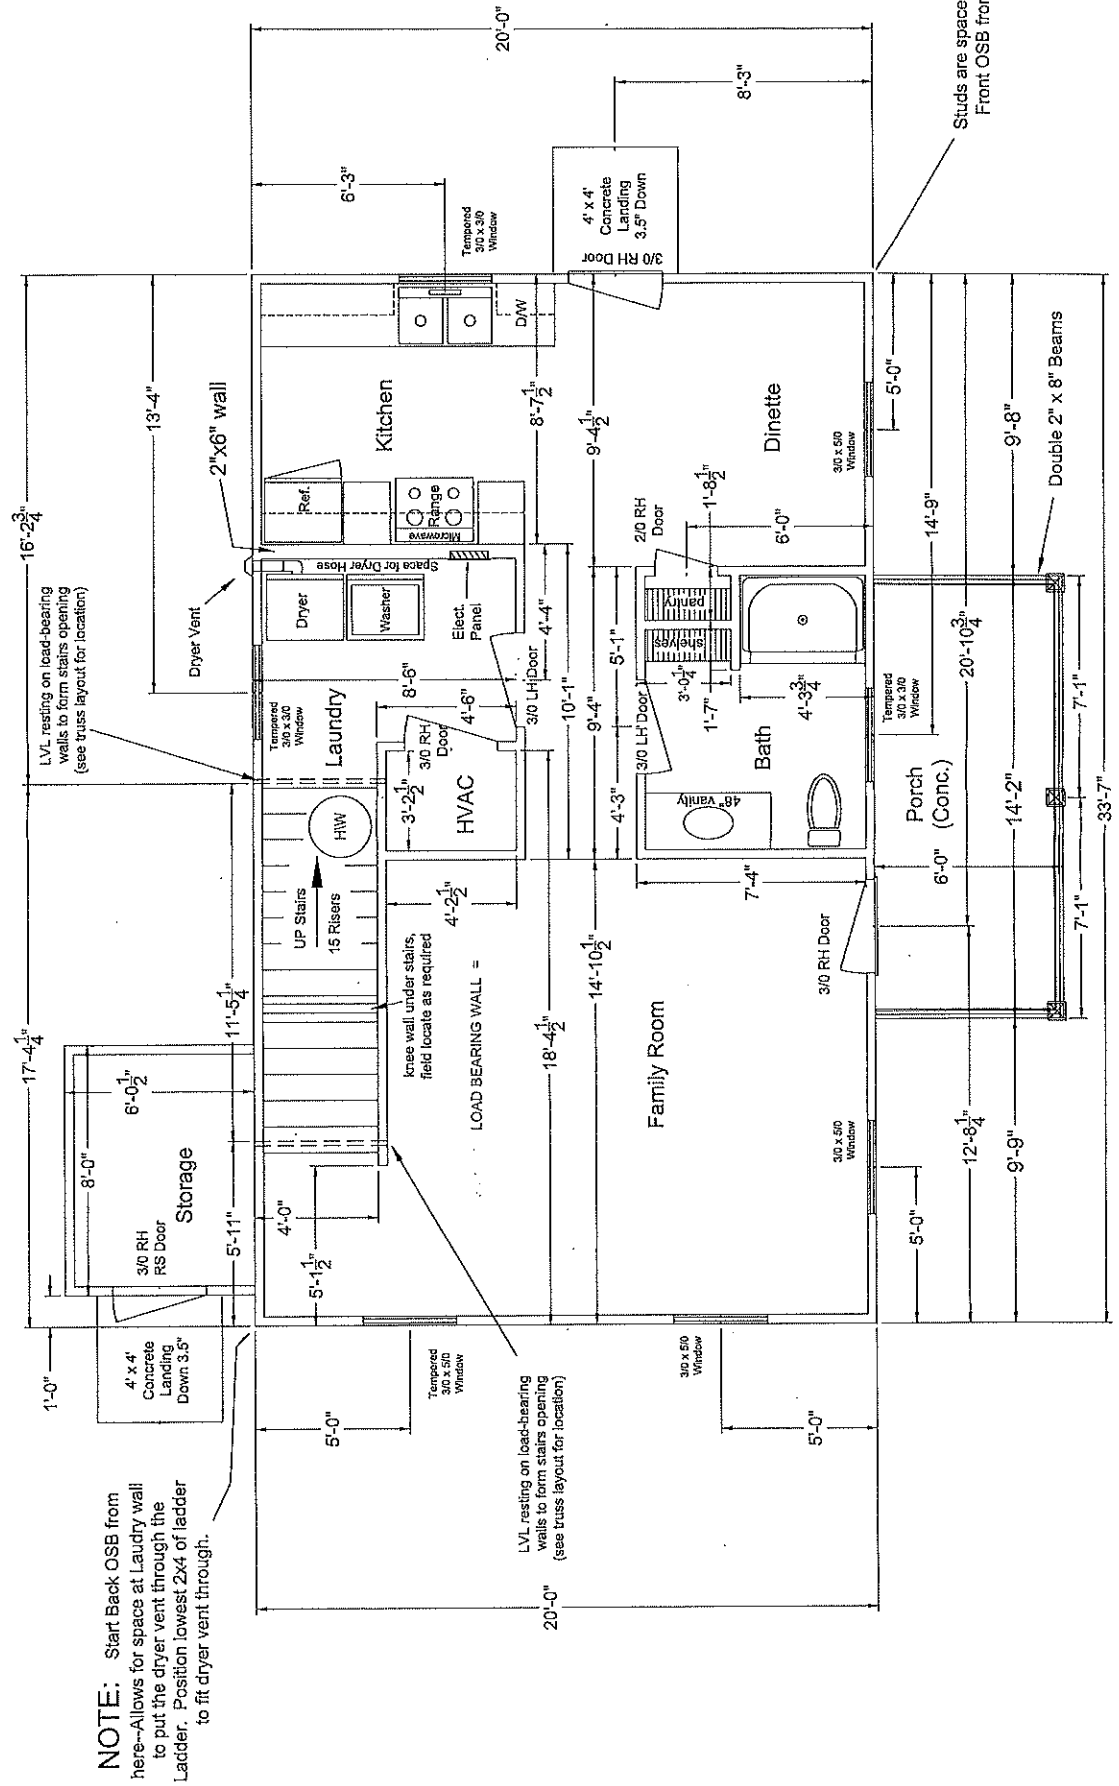 NOTE: Start Back OSB from
here--Allows for space at Laudry wall
to put the dryer vent through the
Ladder. Position lowest 2x4 of ladder
to fit dryer vent through.
1'-0"
17'-4 1/4"
16'-2 3/4"
13'-4"
8'-0"
6'-0 1/2"
5'-11"
11'-5 1/4"
4' x 4'
Concrete
Landing
Down 3.5"
3/0 RH
RS Door
Storage
LVL resting on load-bearing
walls to form stairs opening
(see truss layout for location)
Dryer Vent
2"x6" wall
20'-0"
6'-3"
8'-3"
Tempered
3/0 x 3/0
Window
4' x 4'
Concrete
Landing
3.5" Down
3/0 RH Door
UP Stairs
15 Risers
H/W
knee wall under stairs,
field locate as required
4'-0"
5'-1 1/2"
Tempered
3/0 x 3/0
Window
Laundry
8'-6"
Dryer
Washer
Space for Dryer Hose
Elect.
Panel
Ref.
Range
Microwave
Kitchen
D/W
8'-7 1/2"
9'-4 1/2"
4'-6"
3/0 RH
Door
3'-2 1/2"
HVAC
4'-2 1/2"
3/0 LH Door
4'-4"
10'-1"
LOAD BEARING WALL =
18'-4 1/2"
14'-10 1/2"
9'-4"
5'-1"
4'-3"
Family Room
7'-4"
3/0 LH Door
48" vanity
Bath
3'-0 1/4"
1'-7"
4'-3 3/4"
shelves
pantry
2/0 RH
Door
1'-8 1/2"
6'-0"
Dinette
5'-0"
Tempered
3/0 x 5/0
Window
3/0 x 5/0
Window
5'-0"
20'-0"
LVL resting on load-bearing
walls to form stairs opening
(see truss layout for location)
3/0 x 5/0
Window
5'-0"
3/0 RH Door
Tempered
3/0 x 3/0
Window
3/0 x 5/0
Window
5'-0"
Porch
(Conc.)
6'-0"
14'-9"
12'-8 1/4"
20'-10 3/4"
9'-9"
14'-2"
9'-8"
7'-1"
7'-1"
33'-7"
Double 2" x 8" Beams
Studs are space
Front OSB fron